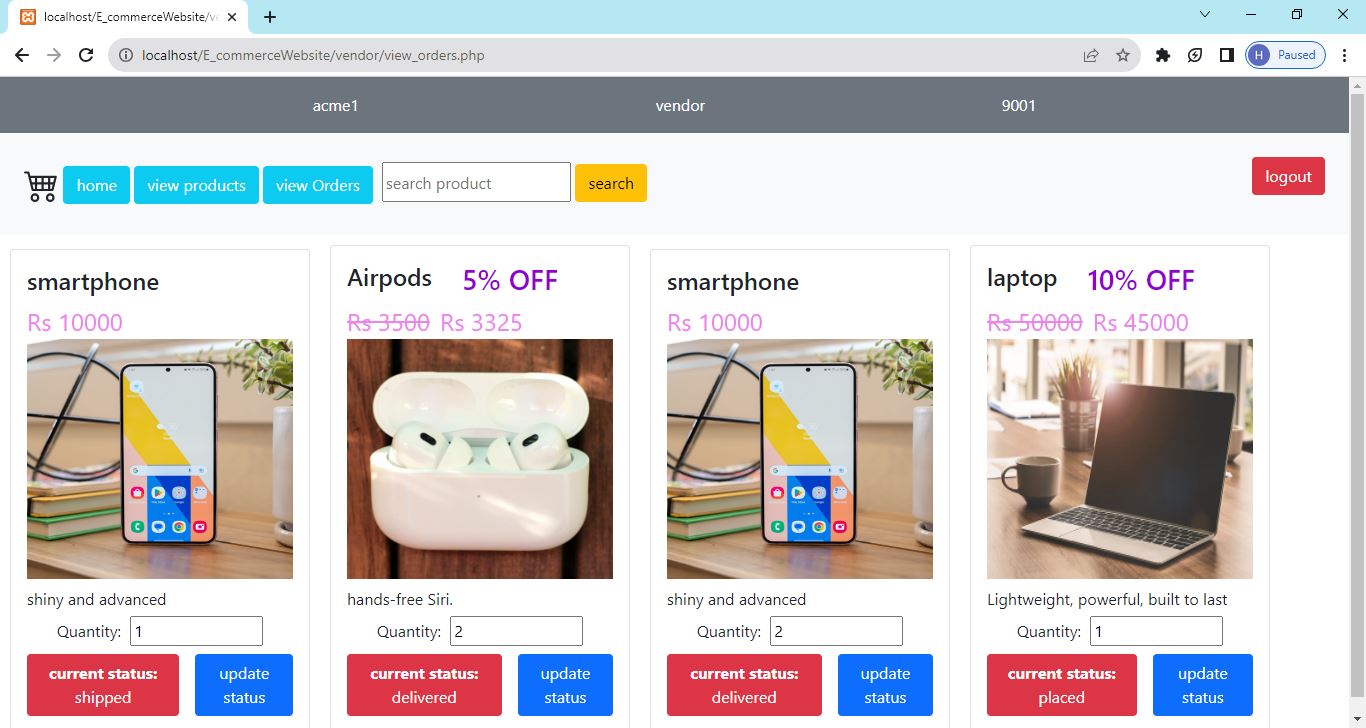 localhost/E_commerceWebsite/ve
localhost/E_commerceWebsite/vendor/view_orders.php
H Paused
acme1 vendor 9001
home view products view Orders search product search logout
smartphone
Rs 10000
shiny and advanced
Quantity: 1
current status:
shipped
update
status
Airpods 5% OFF
Rs 3500 Rs 3325
hands-free Siri.
Quantity: 2
current status:
delivered
update
status
smartphone
Rs 10000
shiny and advanced
Quantity: 2
current status:
delivered
update
status
laptop 10% OFF
Rs 50000 Rs 45000
Lightweight, powerful, built to last
Quantity: 1
current status:
placed
update
status